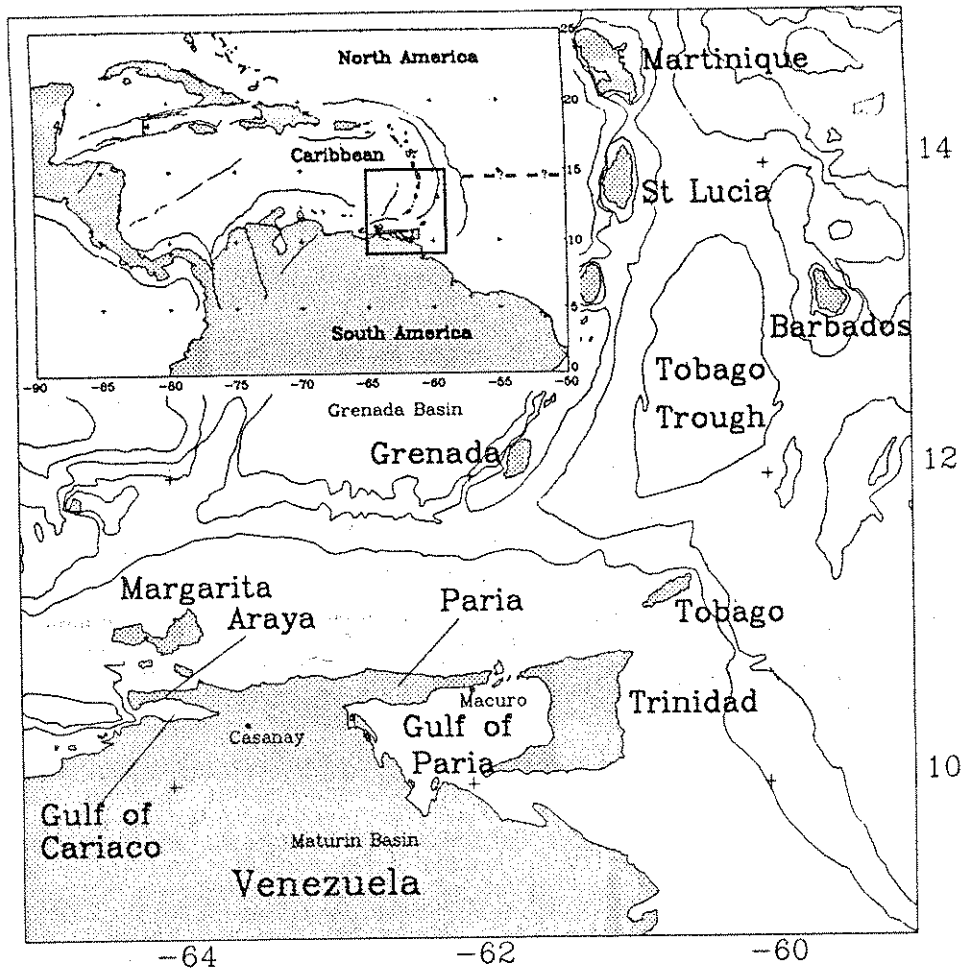 North America
Caribbean
South America
25
20
15
10
5
0
-90
-85
-80
-75
-70
-65
-60
-55
-50
?
?
Martinique
14
St Lucia
Barbados
Tobago
Trough
Grenada Basin
Grenada
12
Margarita
Araya
Paria
Tobago
Macuro
Trinidad
Casanay
Gulf of
Paria
10
Gulf of
Cariaco
Maturin Basin
Venezuela
-64
-62
-60